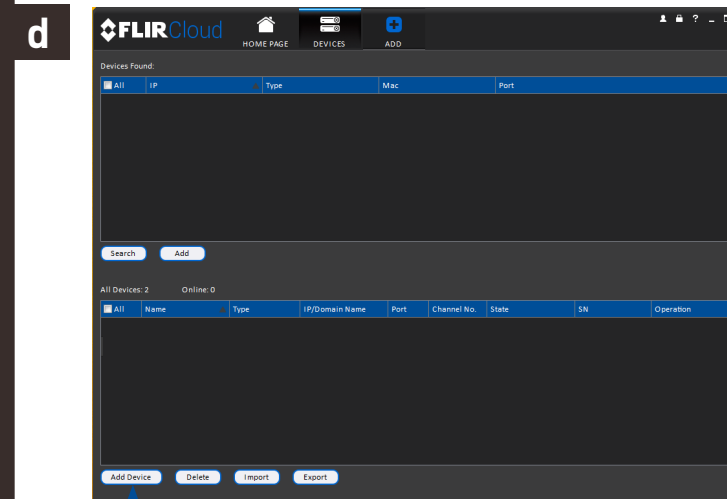 d
FLIRCloud
HOME PAGE DEVICES ADD
?
Devices Found:
All IP Type Mac Port
Search Add
All Devices: 2 Online: 0
All Name Type IP/Domain Name Port Channel No. State SN Operation
Add Device Delete Import Export